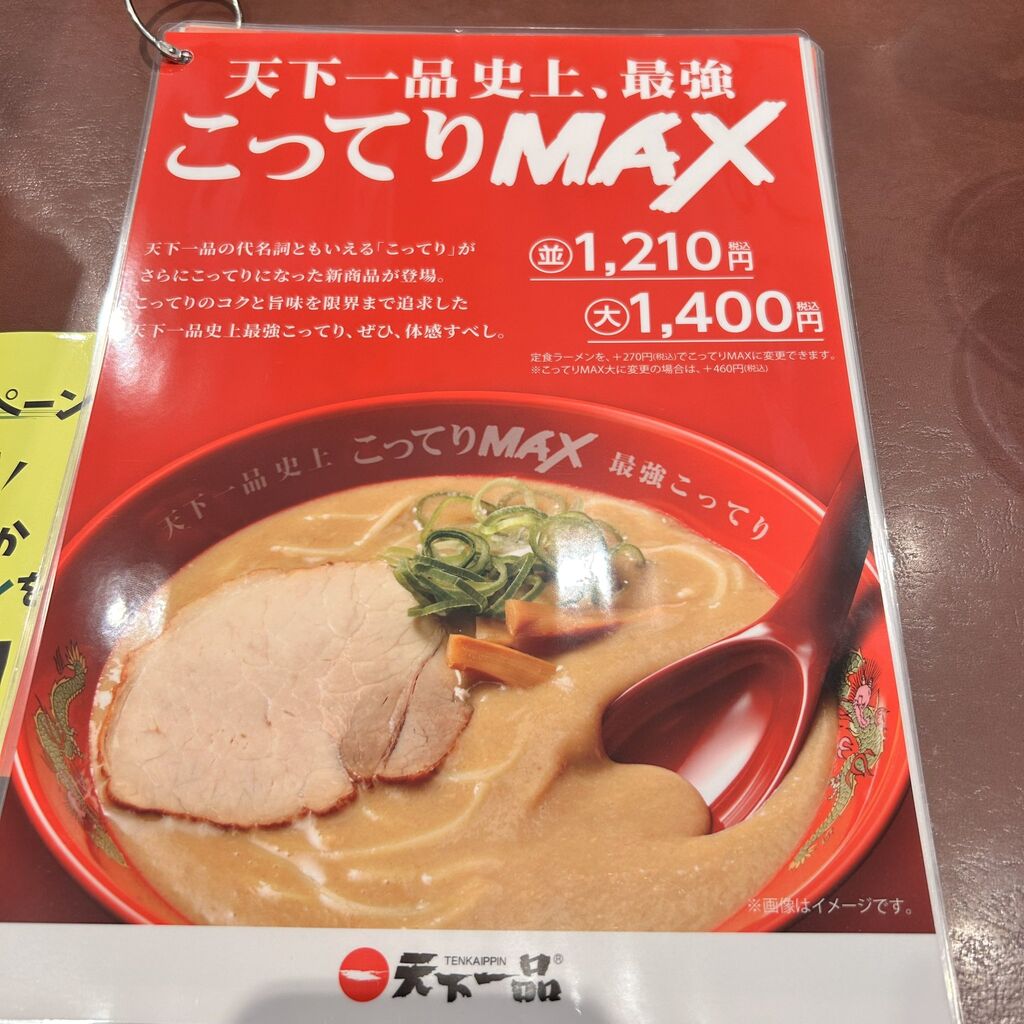 天下一品 史上、最強
こってりMAX
天下一品の代名詞ともいえる「こってり」が
さらにこってりになった新商品が登場。
こってりのコクと旨味を限界まで追求した
天下一品史上最強こってり、ぜひ、体感すべし。
並 1,210円 税込
大 1,400円 税込
定食ラーメンを、+270円(税込)でこってりMAXに変更できます。
※こってりMAX大に変更の場合は、+460円(税込)
天下一品 史上 こってりMAX 最強こってり
ペーン
か
ンを
※画像はイメージです。
TENKAIPPIN
天下一品®